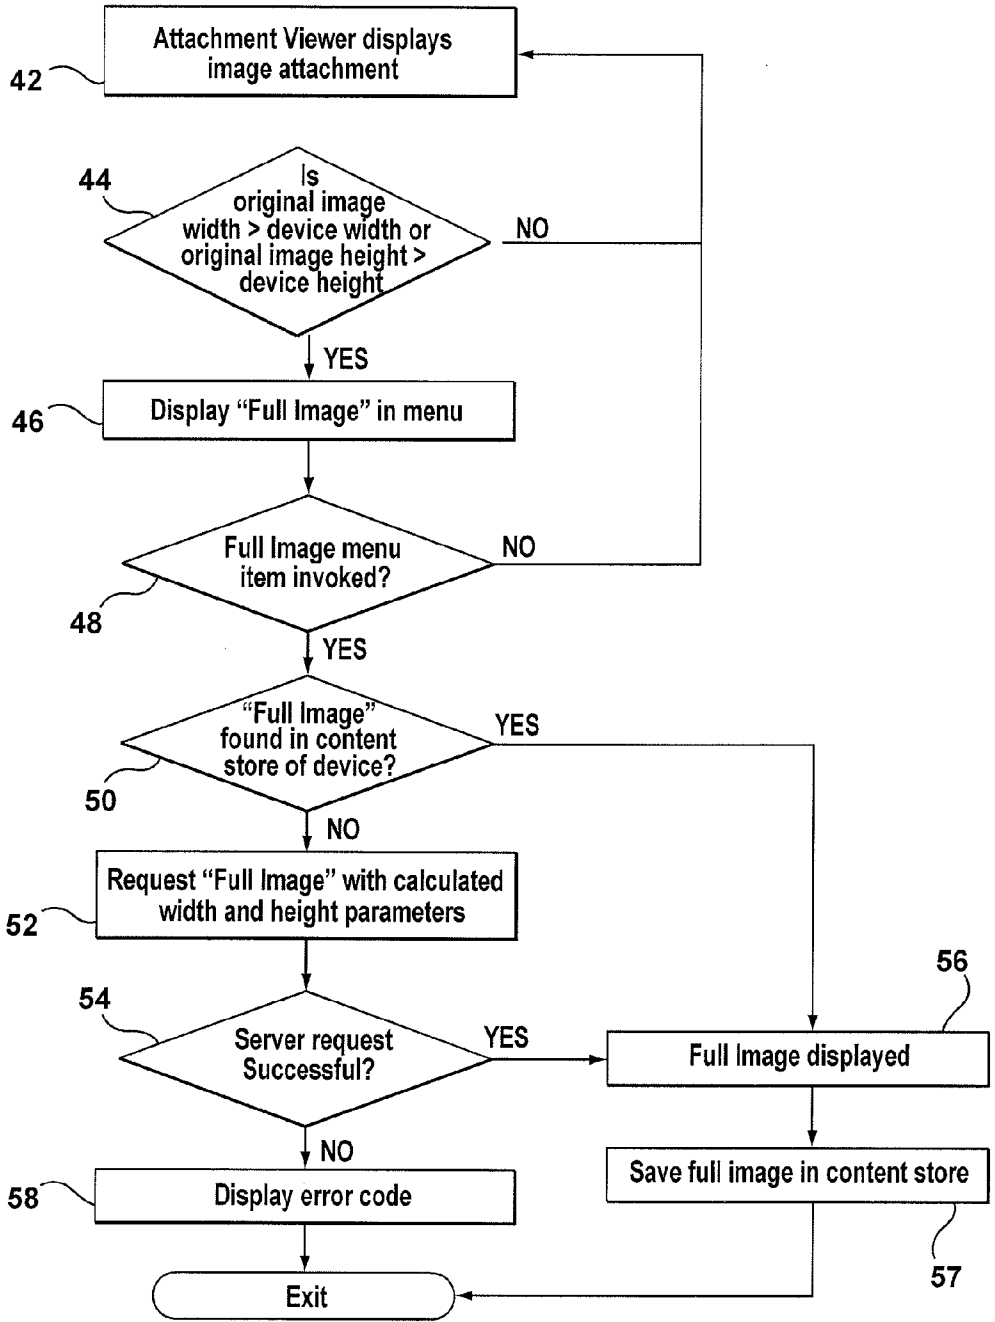 Attachment Viewer displays
image attachment
42
44
Is
original image
width > device width or
original image height >
device height
NO
YES
Display “Full Image” in menu
46
Full Image menu
item invoked?
NO
48
YES
“Full Image”
found in content
store of device?
YES
50
NO
Request “Full Image” with calculated
width and height parameters
52
54
Server request
Successful?
YES
56
Full Image displayed
NO
Save full image in content store
58
Display error code
57
Exit